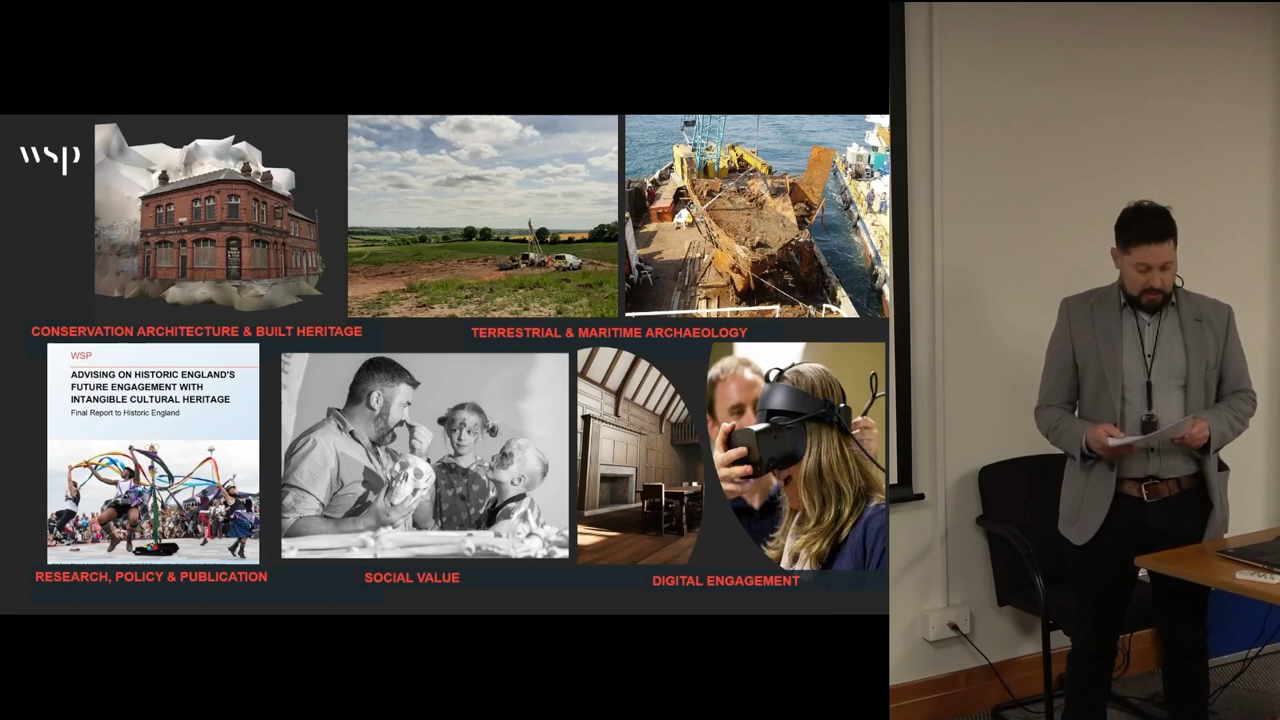 wsp
CONSERVATION ARCHITECTURE & BUILT HERITAGE
TERRESTRIAL & MARITIME ARCHAEOLOGY
WSP
ADVISING ON HISTORIC ENGLAND'S
FUTURE ENGAGEMENT WITH
INTANGIBLE CULTURAL HERITAGE
Final Report to Historic England
RESEARCH, POLICY & PUBLICATION
SOCIAL VALUE
DIGITAL ENGAGEMENT